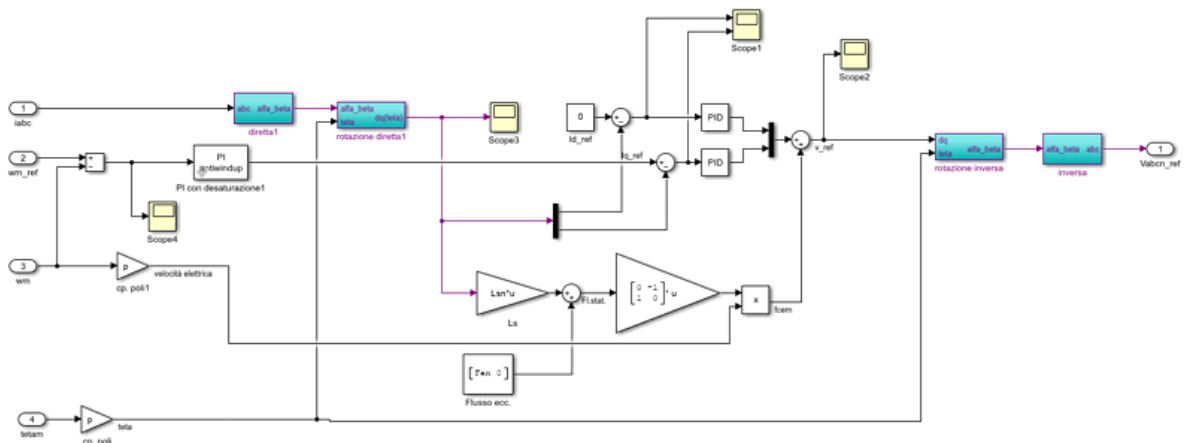 1
iabc
abc alfa_beta
diretta1
alfa_beta
teta
dq(teta)
rotazione diretta1
Scope3
0
Id_ref
+
-
PID
Scope1
Scope2
2
wm_ref
+
-
PI
antiwindup
PI con desaturazione1
Scope4
Iq_ref
+
-
PID
+
v_ref
dq
teta
alfa_beta
rotazione inversa
alfa_beta abc
inversa
1
Vabcn_ref
3
wm
p
cp. poli1
velocità elettrica
Lsn*u
Ls
+
+
Fl.stat.
[0 -1
1 0]* u
x
fcem
[Fen 0]
Flusso ecc.
4
tetam
p
cp. poli
teta